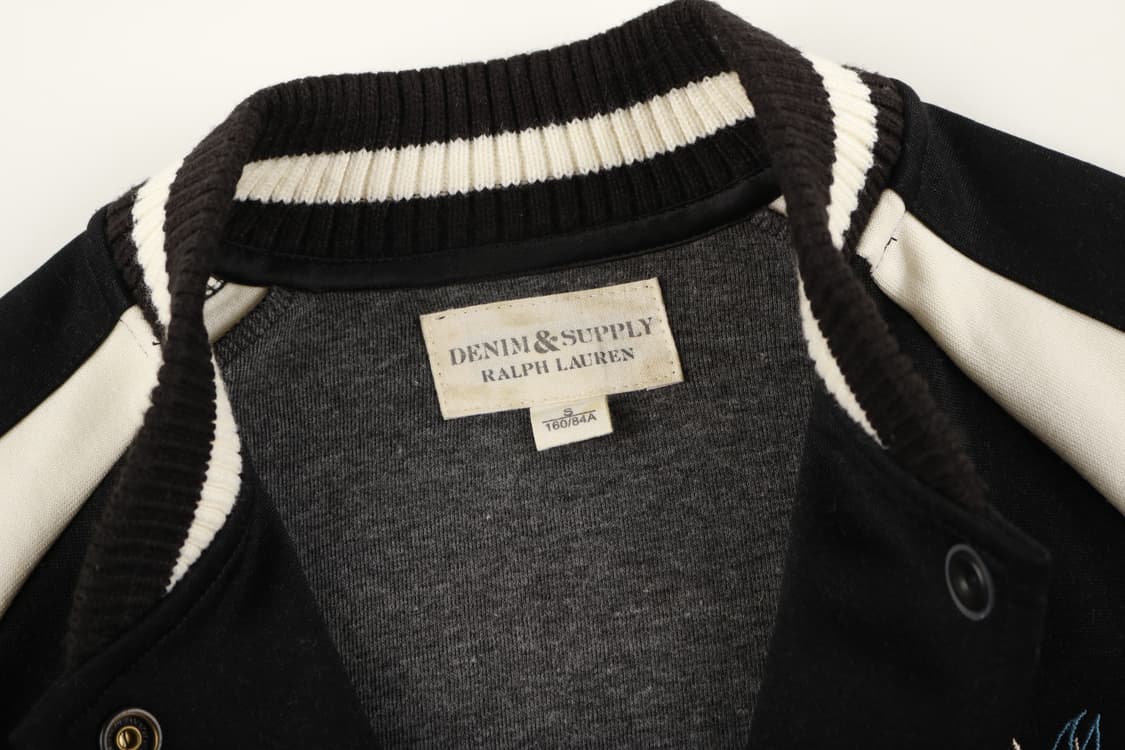 DENIM & SUPPLY
RALPH LAUREN
S
160/84A